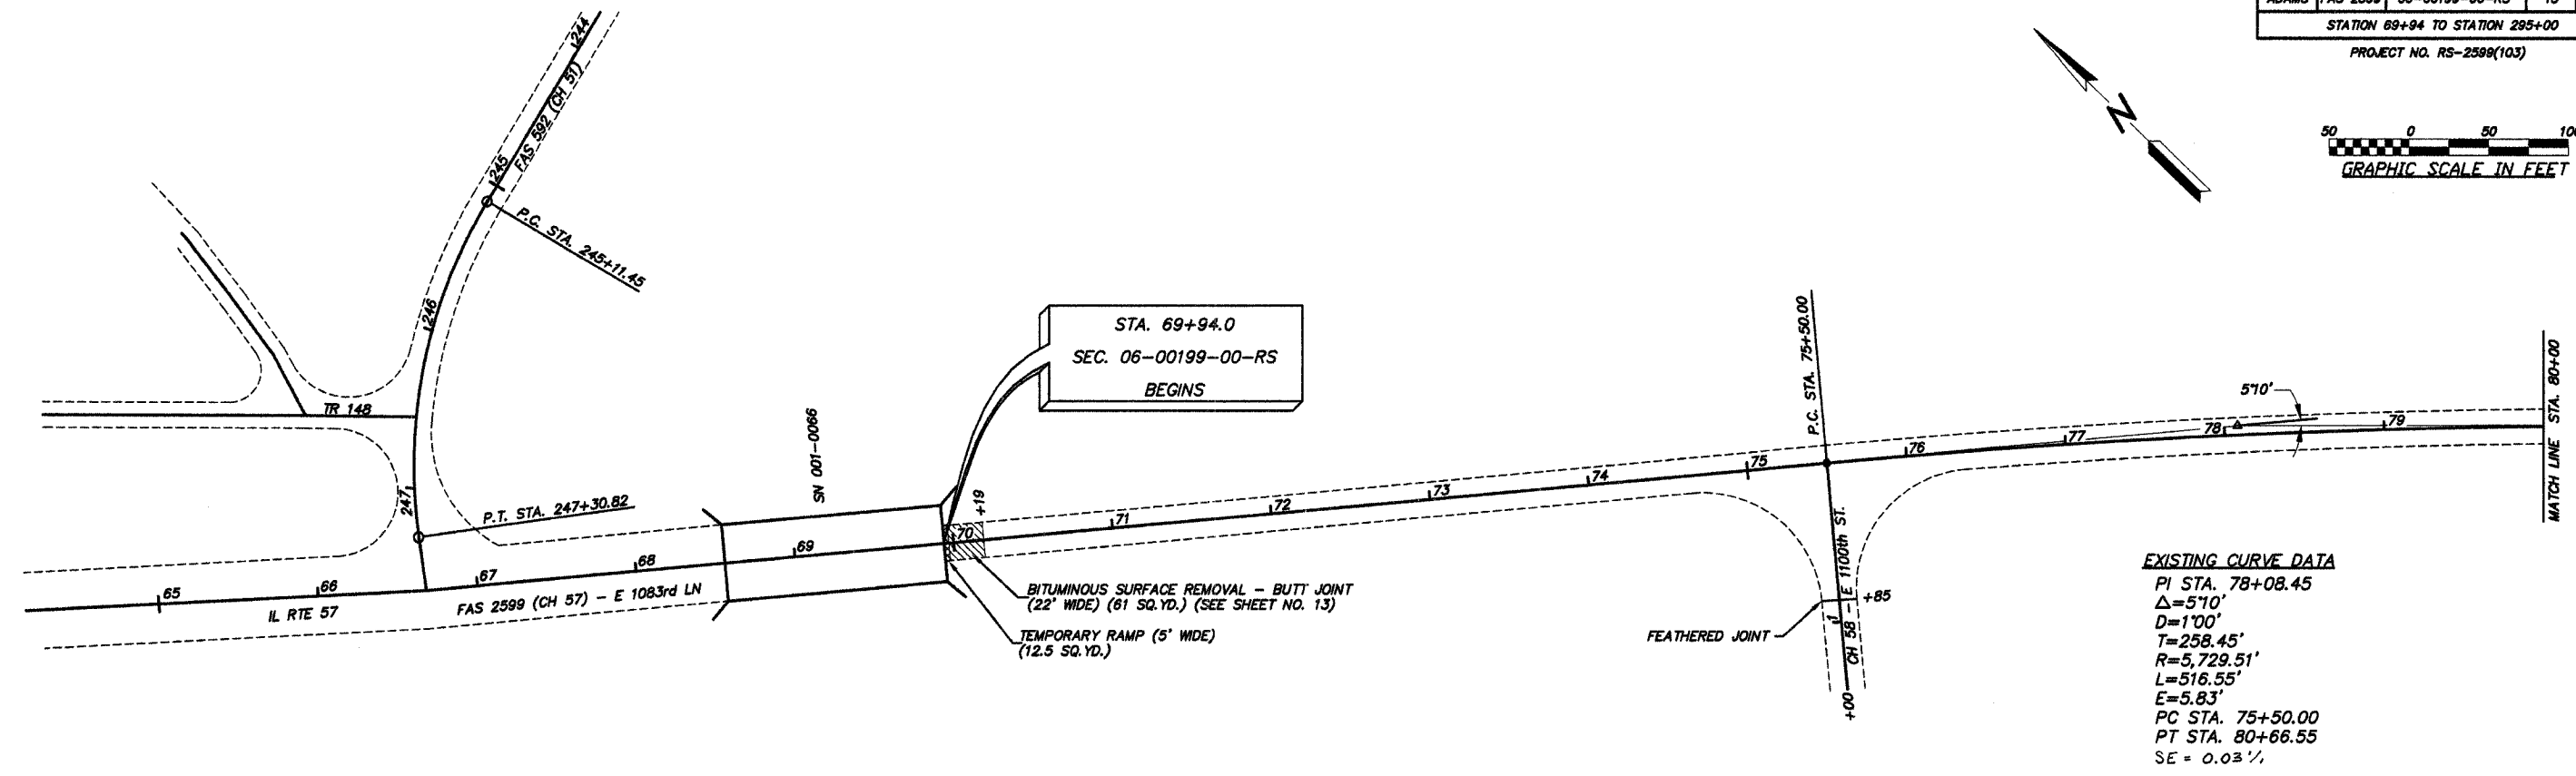 FAS 2599
STATION 69+94 TO STATION 295+00
PROJECT NO. RS-2599(103)
N
50 0 50 100
GRAPHIC SCALE IN FEET
244
FAS 592 (CH 51)
245
P.C. STA. 245+11.45
246
TR 148
247
P.T. STA. 247+30.82
SN 001-0066
STA. 69+94.0
SEC. 06-00199-00-RS
BEGINS
+19
P.C. STA. 75+50.00
5°10'
MATCH LINE STA. 80+00
65 66 67 68 69 70 71 72 73 74 75 76 77 78 79
IL RTE 57
FAS 2599 (CH 57) - E 1083rd LN
BITUMINOUS SURFACE REMOVAL - BUTT JOINT
(22' WIDE) (61 SQ.YD.) (SEE SHEET NO. 13)
TEMPORARY RAMP (5' WIDE)
(12.5 SQ.YD.)
FEATHERED JOINT
+85
1
CH 58 - E 1100th ST.
+00
EXISTING CURVE DATA
PI STA. 78+08.45
Δ=5°10'
D=1°00'
T=258.45'
R=5,729.51'
L=516.55'
E=5.83'
PC STA. 75+50.00
PT STA. 80+66.55
SE = 0.03 '/,